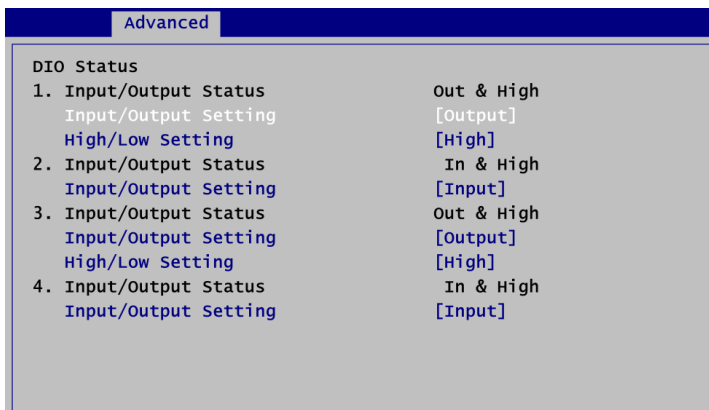 Advanced
DIO Status
1. Input/Output Status Out & High
Input/Output Setting [Output]
High/Low Setting [High]
2. Input/Output Status In & High
Input/Output Setting [Input]
3. Input/Output Status Out & High
Input/Output Setting [Output]
High/Low Setting [High]
4. Input/Output Status In & High
Input/Output Setting [Input]